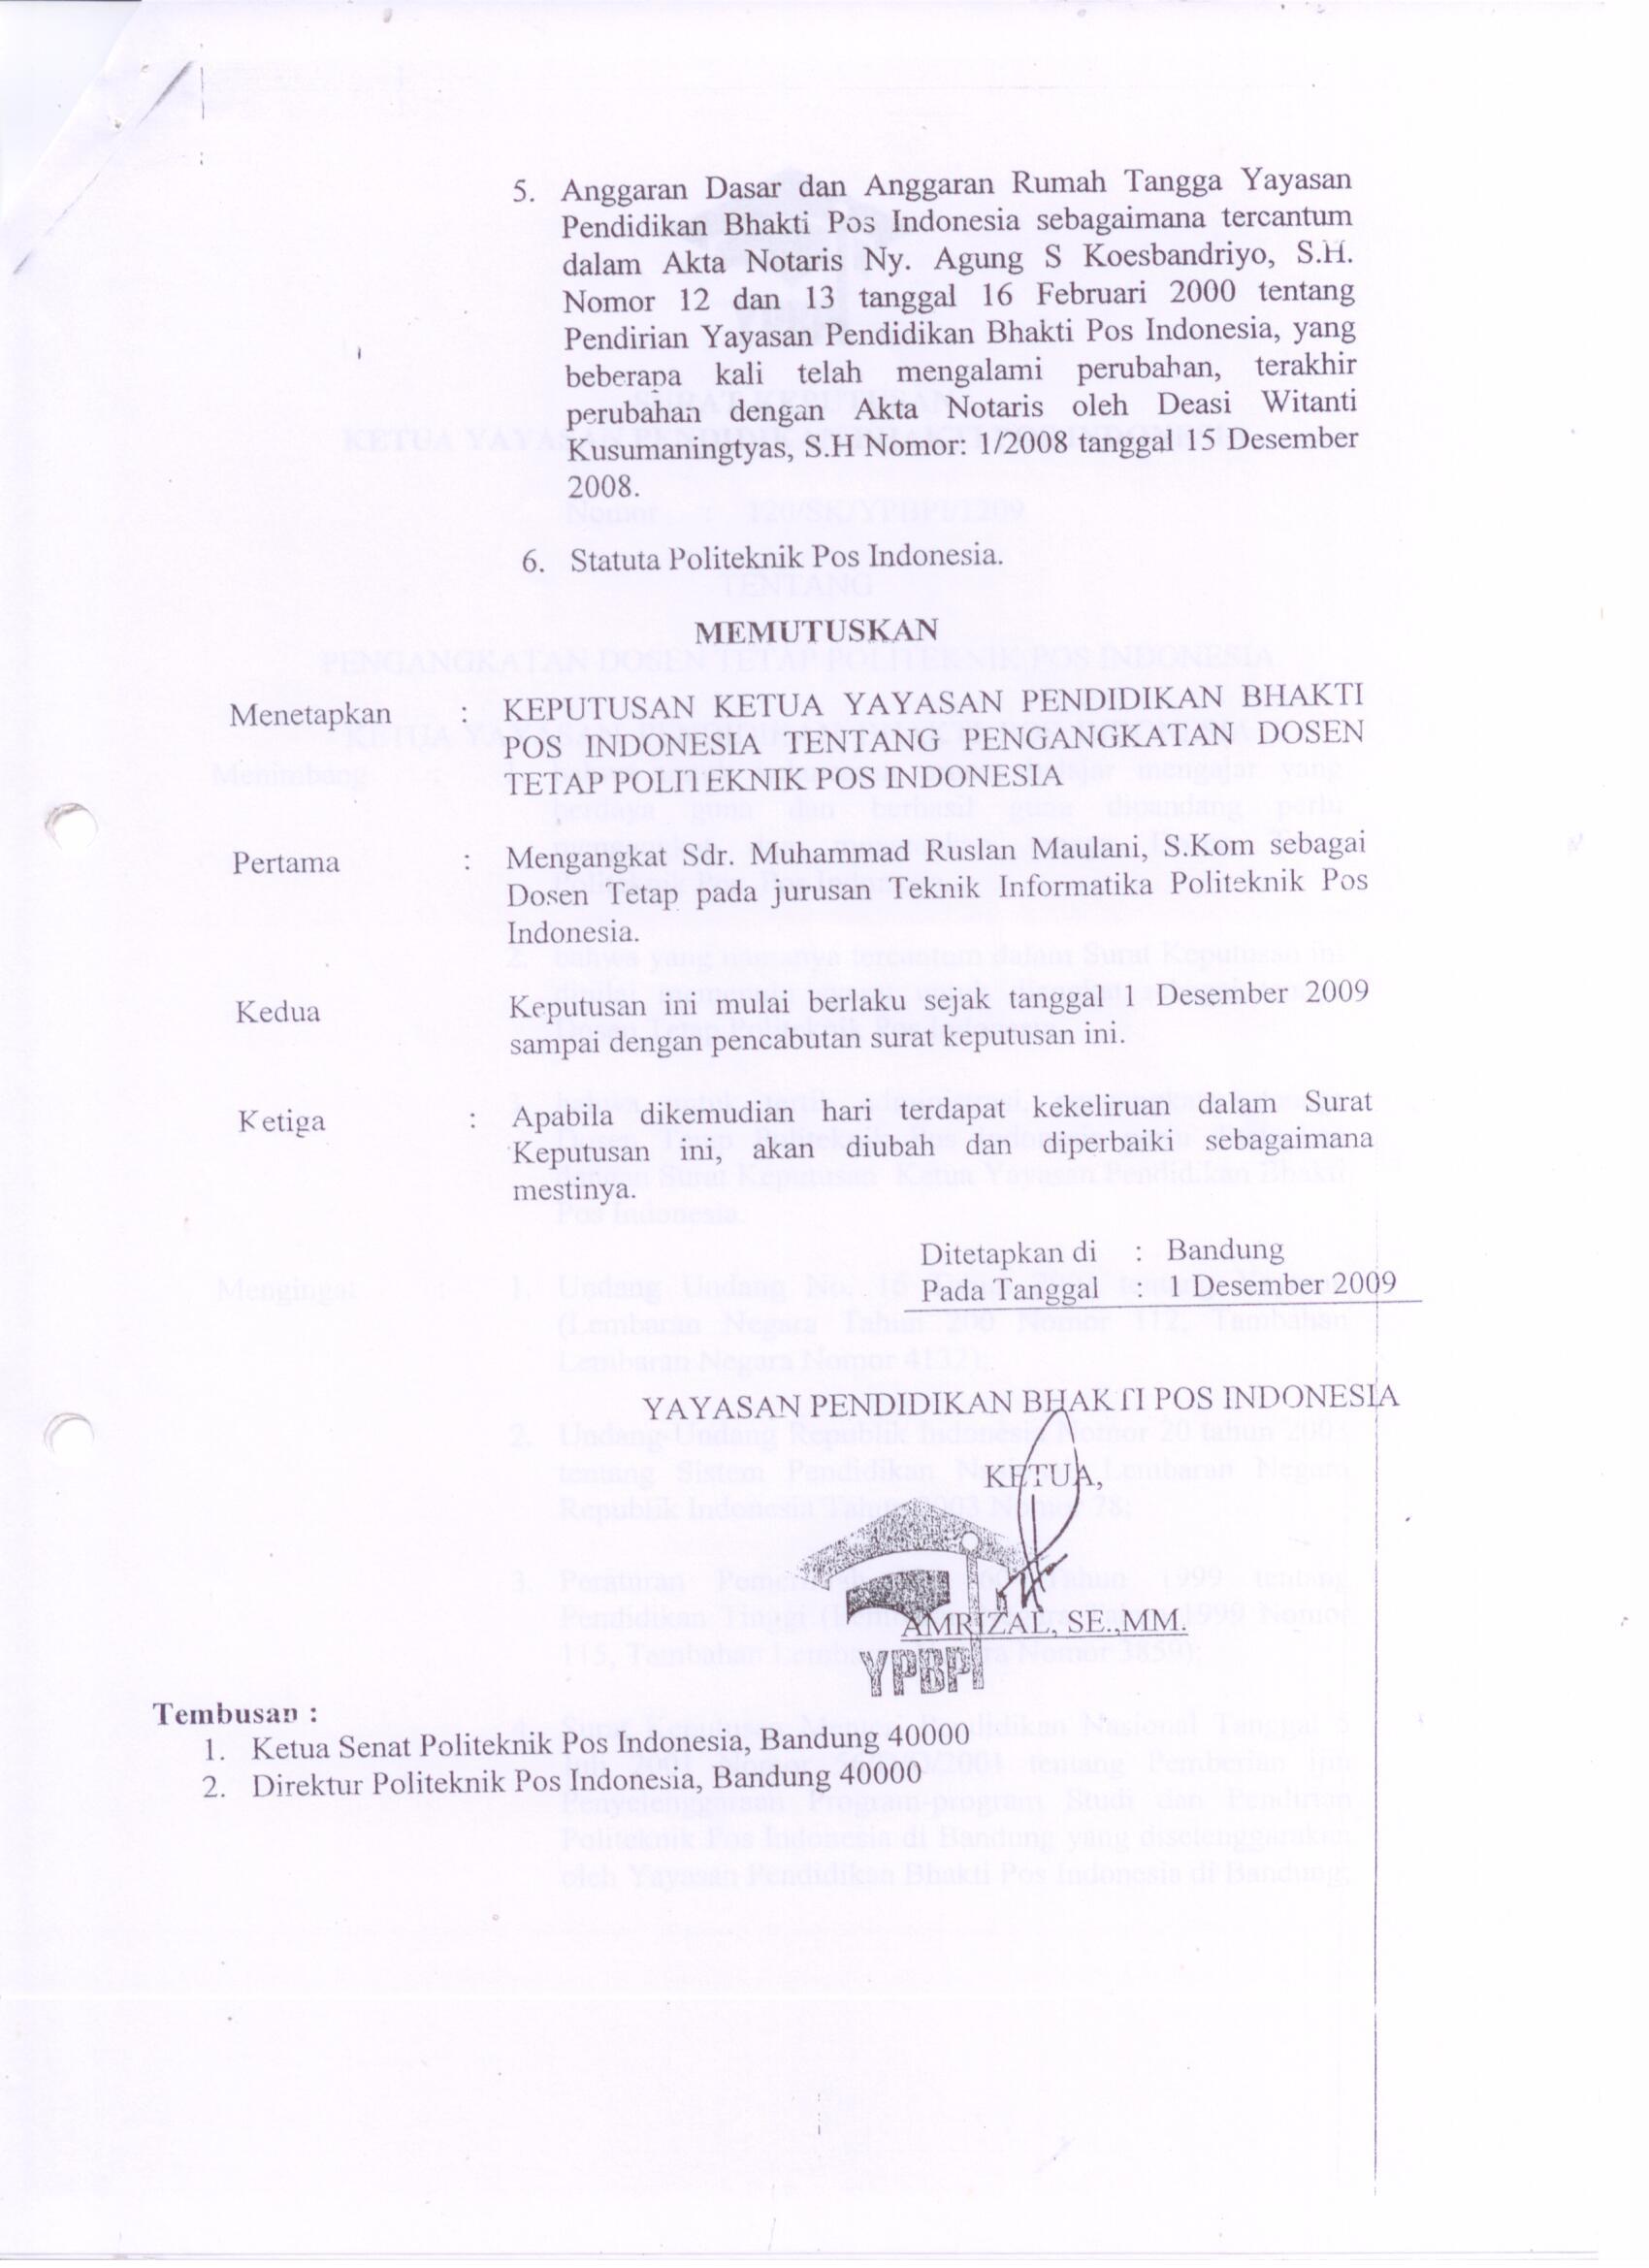 5. Anggaran Dasar dan Anggaran Rumah Tangga Yayasan
Pendidikan Bhakti Pos Indonesia sebagaimana tercantum
dalam Akta Notaris Ny. Agung S Koesbandriyo, S.H.
Nomor 12 dan 13 tanggal 16 Februari 2000 tentang
Pendirian Yayasan Pendidikan Bhakti Pos Indonesia, yang
beberapa kali telah mengalami perubahan, terakhir
perubahan dengan Akta Notaris oleh Deasi Witanti
Kusumaningtyas, S.H Nomor: 1/2008 tanggal 15 Desember
2008.
6. Statuta Politeknik Pos Indonesia.
MEMUTUSKAN
Menetapkan : KEPUTUSAN KETUA YAYASAN PENDIDIKAN BHAKTI
POS INDONESIA TENTANG PENGANGKATAN DOSEN
TETAP POLITEKNIK POS INDONESIA
Pertama : Mengangkat Sdr. Muhammad Ruslan Maulani, S.Kom sebagai
Dosen Tetap pada jurusan Teknik Informatika Politeknik Pos
Indonesia.
Kedua Keputusan ini mulai berlaku sejak tanggal 1 Desember 2009
sampai dengan pencabutan surat keputusan ini.
Ketiga : Apabila dikemudian hari terdapat kekeliruan dalam Surat
Keputusan ini, akan diubah dan diperbaiki sebagaimana
mestinya.
Ditetapkan di : Bandung
Pada Tanggal : 1 Desember 2009
YAYASAN PENDIDIKAN BHAKTI POS INDONESIA
KETUA,
AMRIZAL, SE.,MM.
YPBPI
Tembusan :
1. Ketua Senat Politeknik Pos Indonesia, Bandung 40000
2. Direktur Politeknik Pos Indonesia, Bandung 40000